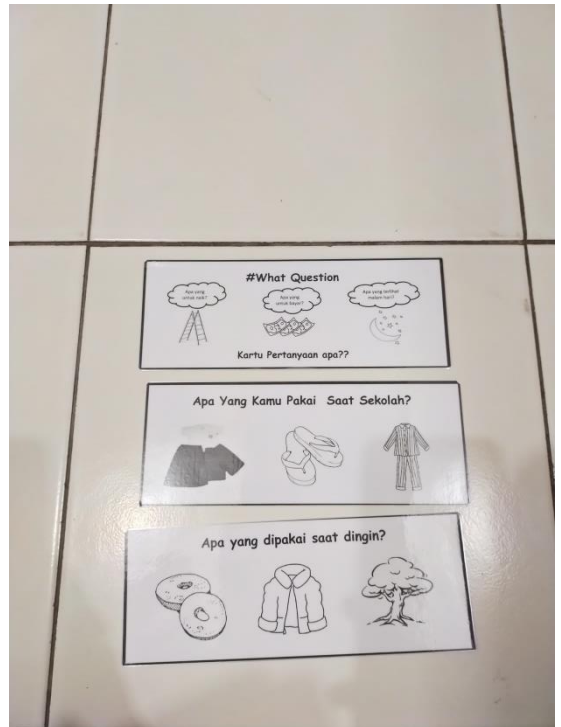 #What Question
Apa yang
untuk naik?
Apa yang
untuk bayar?
Apa yang terlihat
malam hari?
Kartu Pertanyaan apa??
Apa Yang Kamu Pakai Saat Sekolah?
Apa yang dipakai saat dingin?